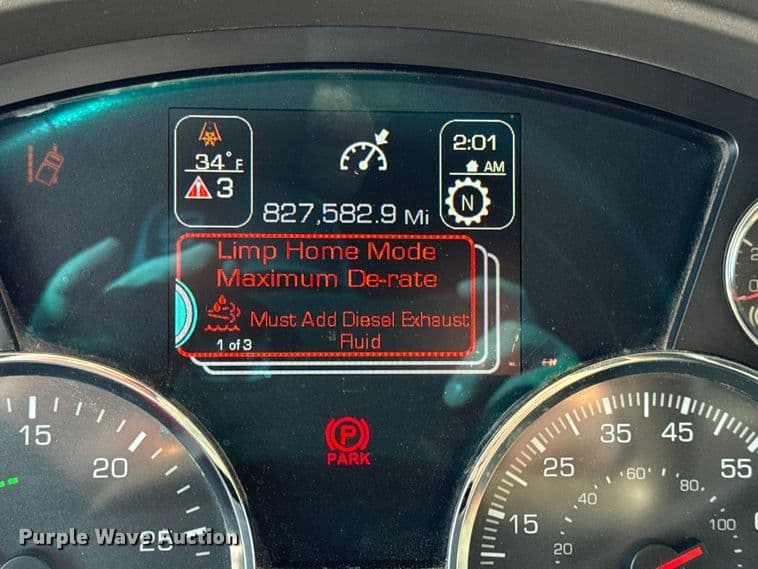 34°F
3
2:01
AM
N
827,582.9 Mi
Limp Home Mode
Maximum De-rate
Must Add Diesel Exhaust
Fluid
1 of 3
P
PARK
15
20
25
15
25
35
45
55
20
40
60
80
100
Purple Wave Auction